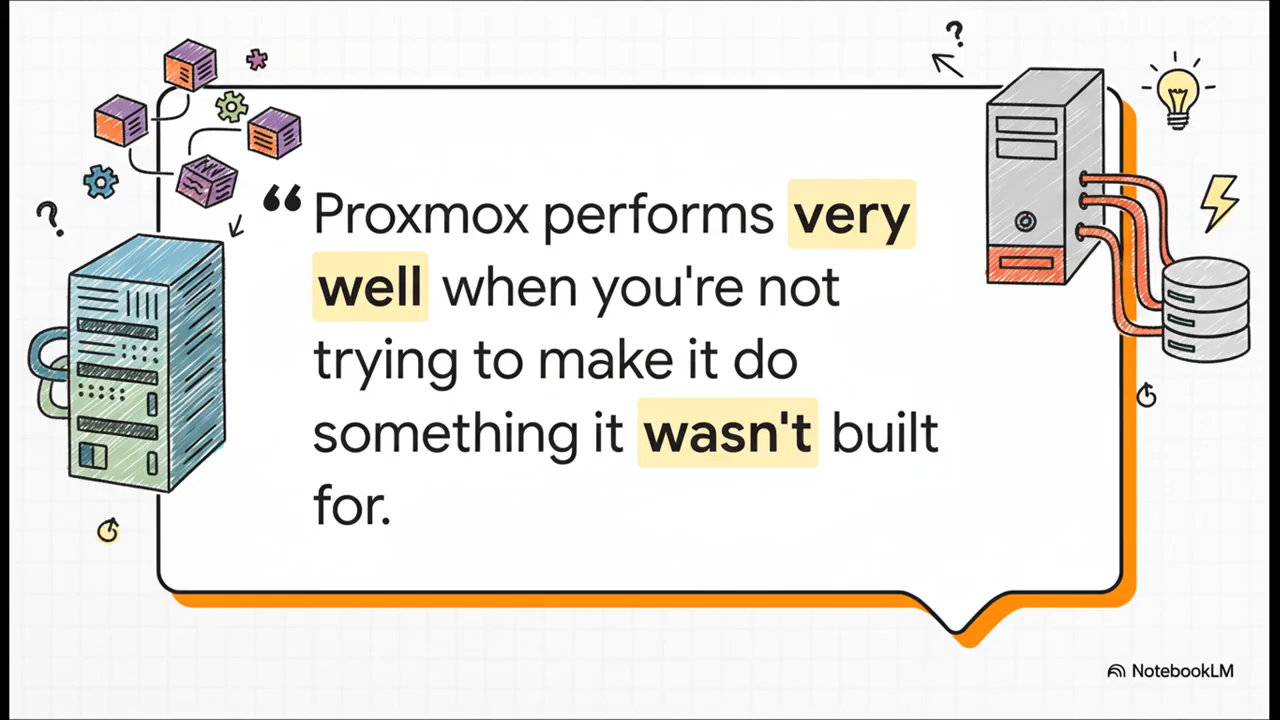 “Proxmox performs very
well when you're not
trying to make it do
something it wasn't built
for.
NotebookLM